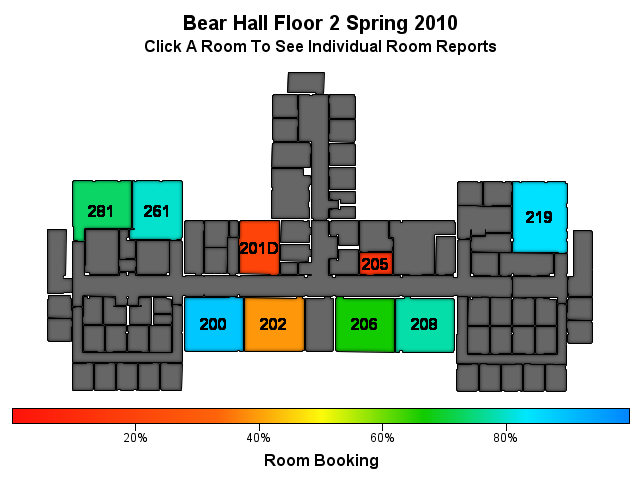 Bear Hall Floor 2 Spring 2010
Click A Room To See Individual Room Reports
281 261 219
201D 205
200 202 206 208
20% 40% 60% 80%
Room Booking